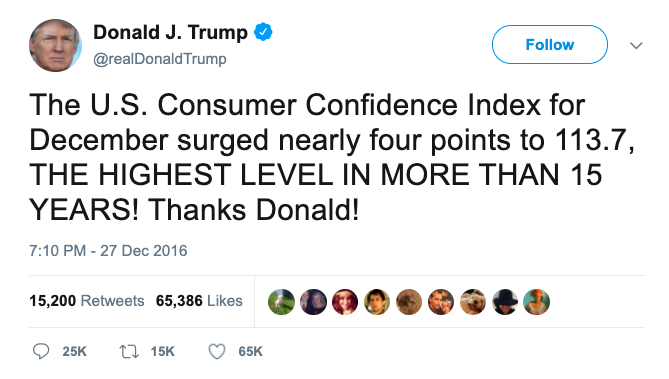 Donald J. Trump
@realDonaldTrump
Follow
The U.S. Consumer Confidence Index for
December surged nearly four points to 113.7,
THE HIGHEST LEVEL IN MORE THAN 15
YEARS! Thanks Donald!
7:10 PM - 27 Dec 2016
15,200 Retweets 65,386 Likes
25K 15K 65K